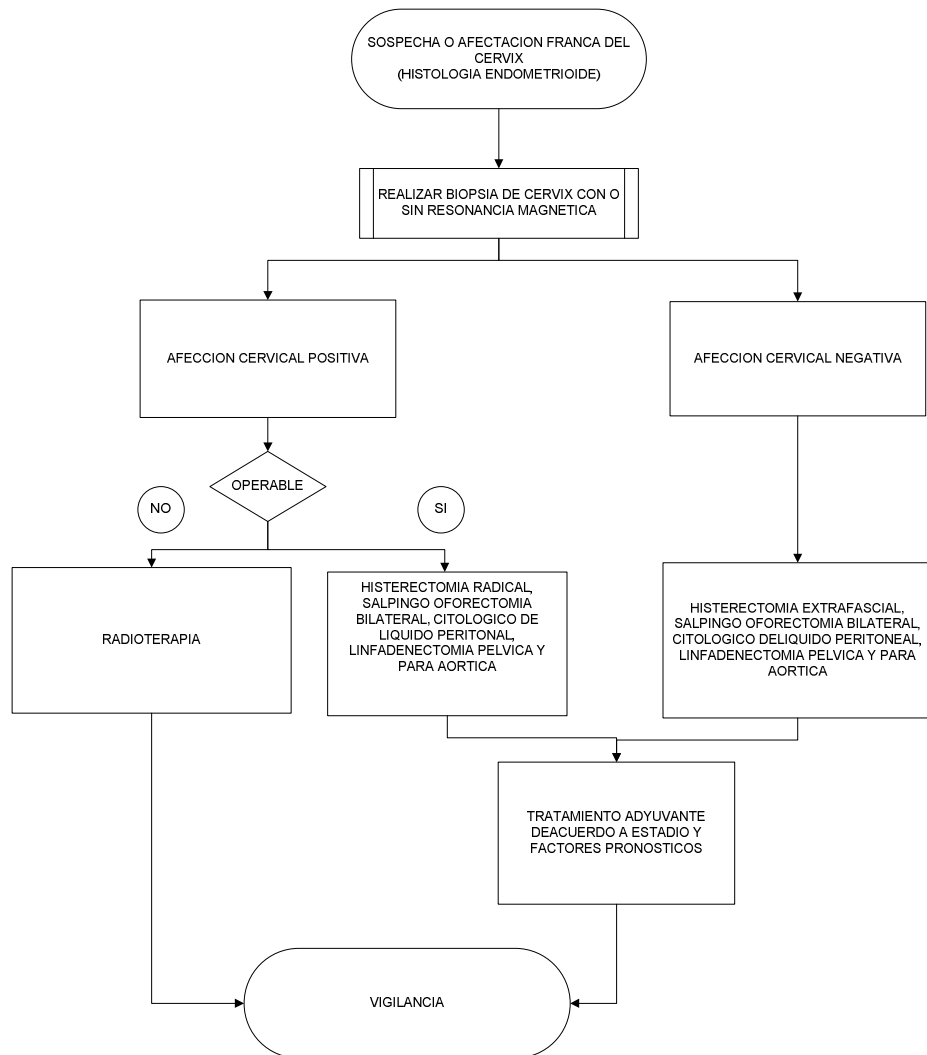 SOSPECHA O AFECTACION FRANCA DEL
CERVIX
(HISTOLOGIA ENDOMETRIOIDE)
REALIZAR BIOPSIA DE CERVIX CON O
SIN RESONANCIA MAGNETICA
AFECCION CERVICAL POSITIVA
AFECCION CERVICAL NEGATIVA
OPERABLE
NO
SI
RADIOTERAPIA
HISTERECTOMIA RADICAL,
SALPINGO OFORECTOMIA
BILATERAL, CITOLOGICO DE
LIQUIDO PERITONAL,
LINFADENECTOMIA PELVICA Y
PARA AORTICA
HISTERECTOMIA EXTRAFASCIAL,
SALPINGO OFORECTOMIA BILATERAL,
CITOLOGICO DELIQUIDO PERITONEAL,
LINFADENECTOMIA PELVICA Y PARA
AORTICA
TRATAMIENTO ADYUVANTE
DEACUERDO A ESTADIO Y
FACTORES PRONOSTICOS
VIGILANCIA